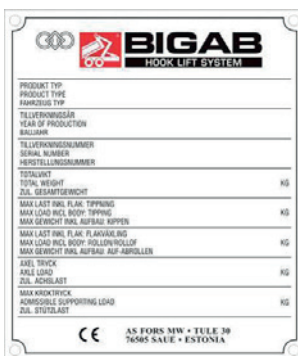 BIGAB
HOOK LIFT SYSTEM
PRODUKT TYP
PRODUCT TYPE
FAHRZEUG TYP
TILLVERKNINGSÅR
YEAR OF PRODUCTION
BAUJAHR
TILLVERKNINGSNUMMER
SERIAL NUMBER
HERSTELLUNGSNUMMER
TOTALVIKT
TOTAL WEIGHT KG
ZUL. GESAMTGEWICHT
MAX LAST INKL FLAK: TIPPNING
MAX LOAD INCL BODY: TIPPING KG
MAX GEWICHT INKL AUFBAU: KIPPEN
MAX LAST INKL FLAK: FLAKVÄXLING
MAX LOAD INCL BODY: ROLLON/ROLLOF KG
MAX GEWICHT INKL AUFBAU: AUF-ABROLLEN
AXEL TRYCK
AXLE LOAD KG
ZUL. ACHSLAST
MAX KROKTRYCK
ADMISSIBLE SUPPORTING LOAD KG
ZUL. STÜTZLAST
CE AS FORS MW • TULE 30
76505 SAUE • ESTONIA